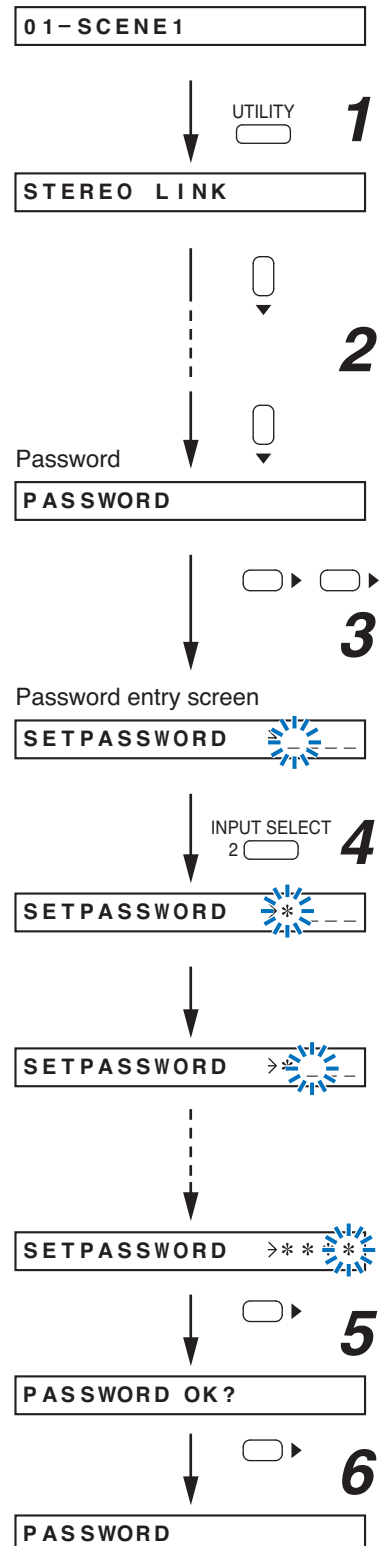 01-SCENE1
UTILITY
1
STEREO LINK
2
Password
PASSWORD
3
Password entry screen
SETPASSWORD >_ _ _ _
INPUT SELECT
2
4
SETPASSWORD >* _ _ _
SETPASSWORD >* _ _ _
SETPASSWORD >* * * *
5
PASSWORD OK?
6
PASSWORD